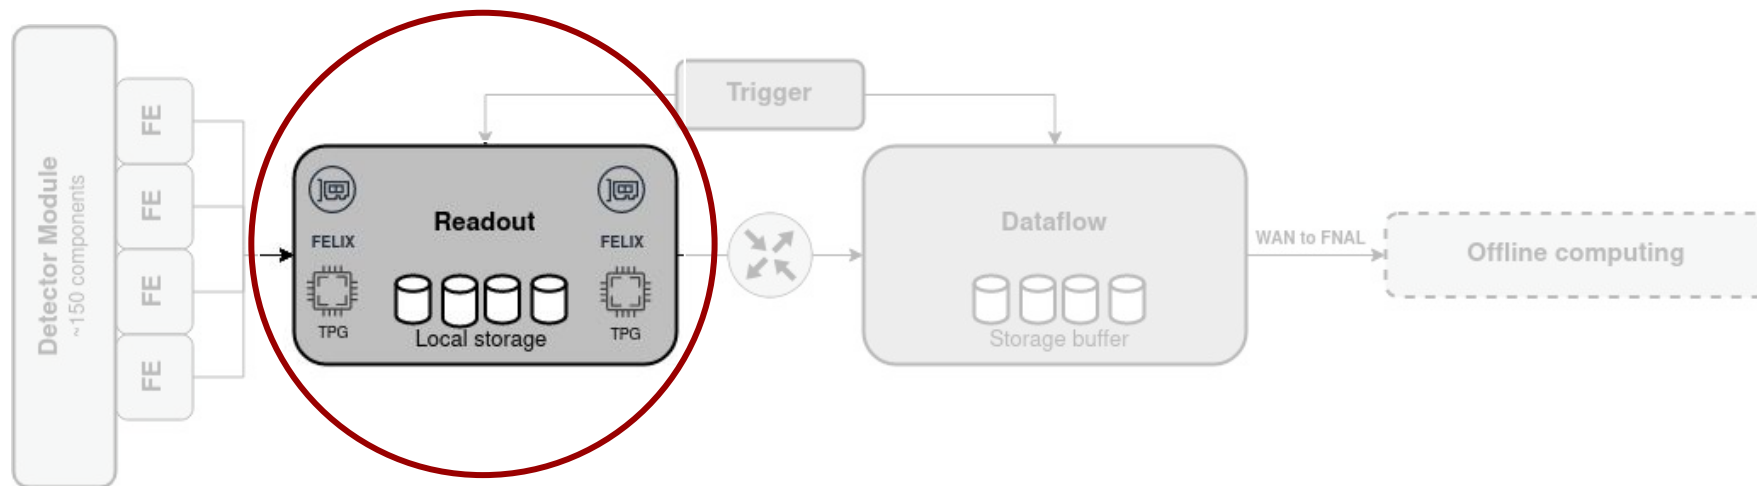 Detector Module
~150 components
FE
FE
FE
FE
FELIX
TPG
Readout
Local storage
FELIX
TPG
Trigger
Dataflow
Storage buffer
WAN to FNAL
Offline computing